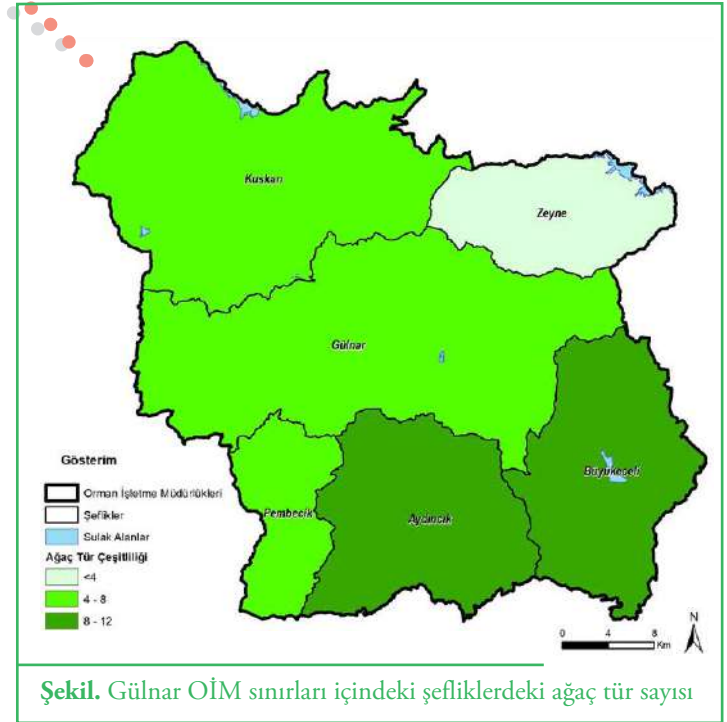 Kuskan
Zeyne
Gülnar
Büyükeceli
Pembecik
Aydıncık
Gösterim
Orman İşletme Müdürlükleri
Şeflikler
Sulak Alanlar
Ağaç Tür Çeşitliliği
<4
4 - 8
8 - 12
N
0 4 8
Km
Şekil. Gülnar OİM sınırları içindeki şefliklerdeki ağaç tür sayısı